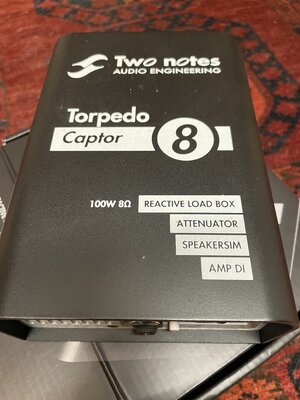 Two notes
AUDIO ENGINEERING
Torpedo
Captor
8
100W 8Ω REACTIVE LOAD BOX
ATTENUATOR
SPEAKERSIM
AMP DI